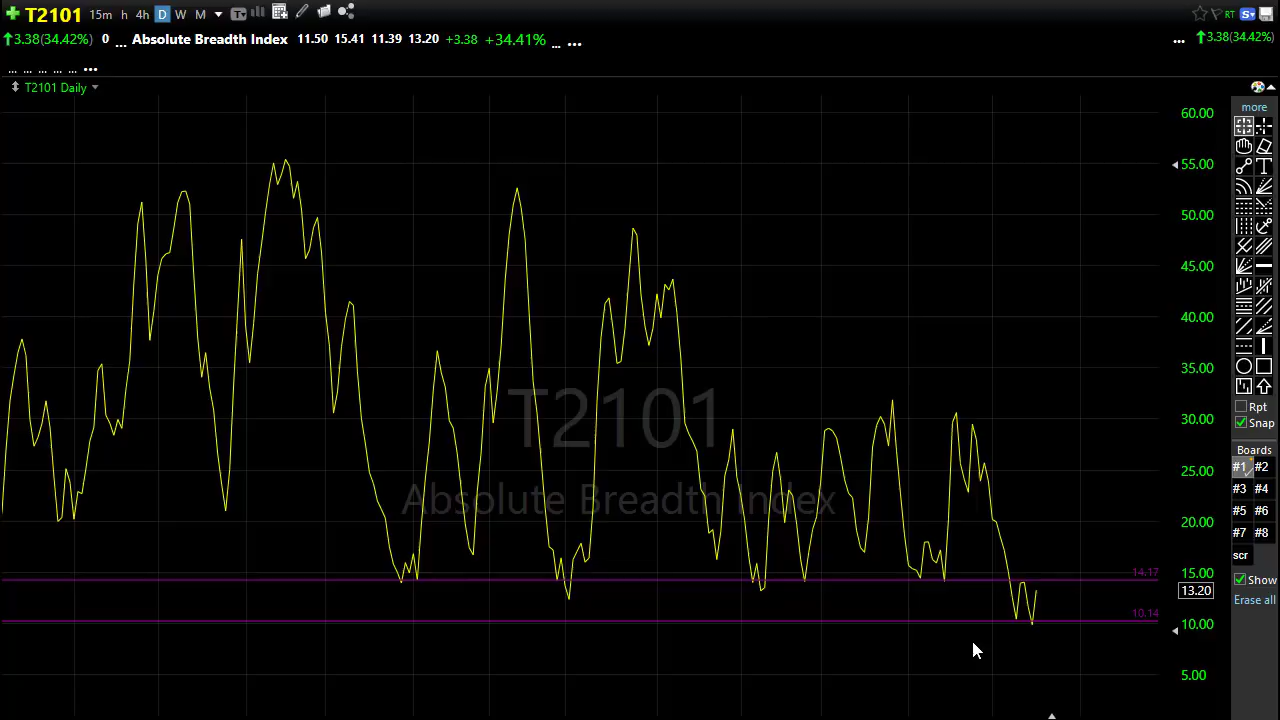 T2101 15m h 4h D W M T RT S
3.38(34.42%) 0 ... Absolute Breadth Index 11.50 15.41 11.39 13.20 +3.38 +34.41% ... ... ... 3.38(34.42%)
... ... ... ... ... ...
T2101 Daily
more
60.00
55.00
T
50.00
45.00
40.00
35.00
T2101
Rpt
30.00
Snap
Boards
25.00
#1 #2
Absolute Breadth Index
#3 #4
#5 #6
20.00
#7 #8
scr
14.17
15.00
Show
13.20
Erase all
10.14
10.00
5.00